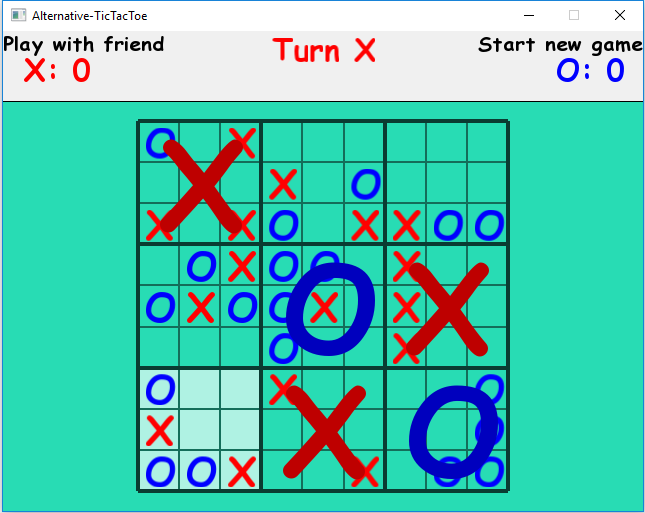 Alternative-TicTacToe
Play with friend
Turn X
Start new game
X: 0
O: 0